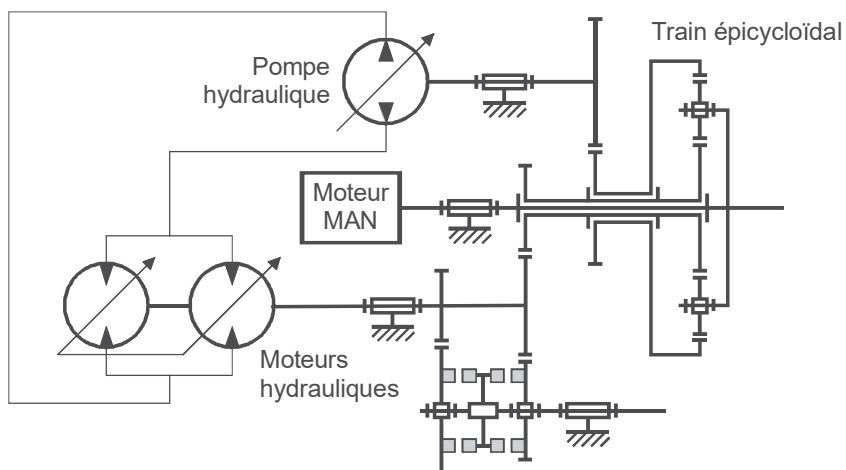 Train épicycloïdal
Pompe
hydraulique
Moteur
MAN
Moteurs
hydrauliques